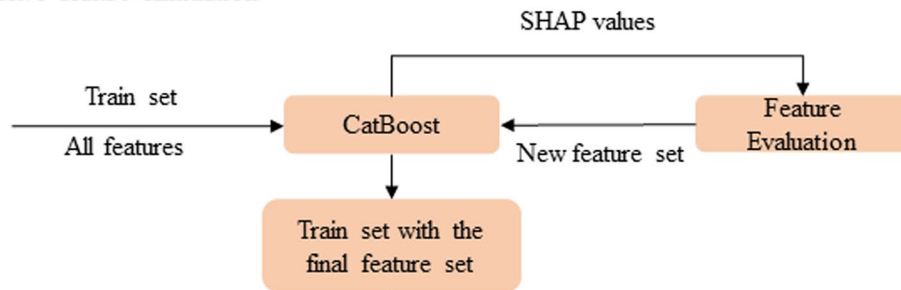 SHAP values
Train set
All features
CatBoost
Feature
Evaluation
New feature set
Train set with the
final feature set